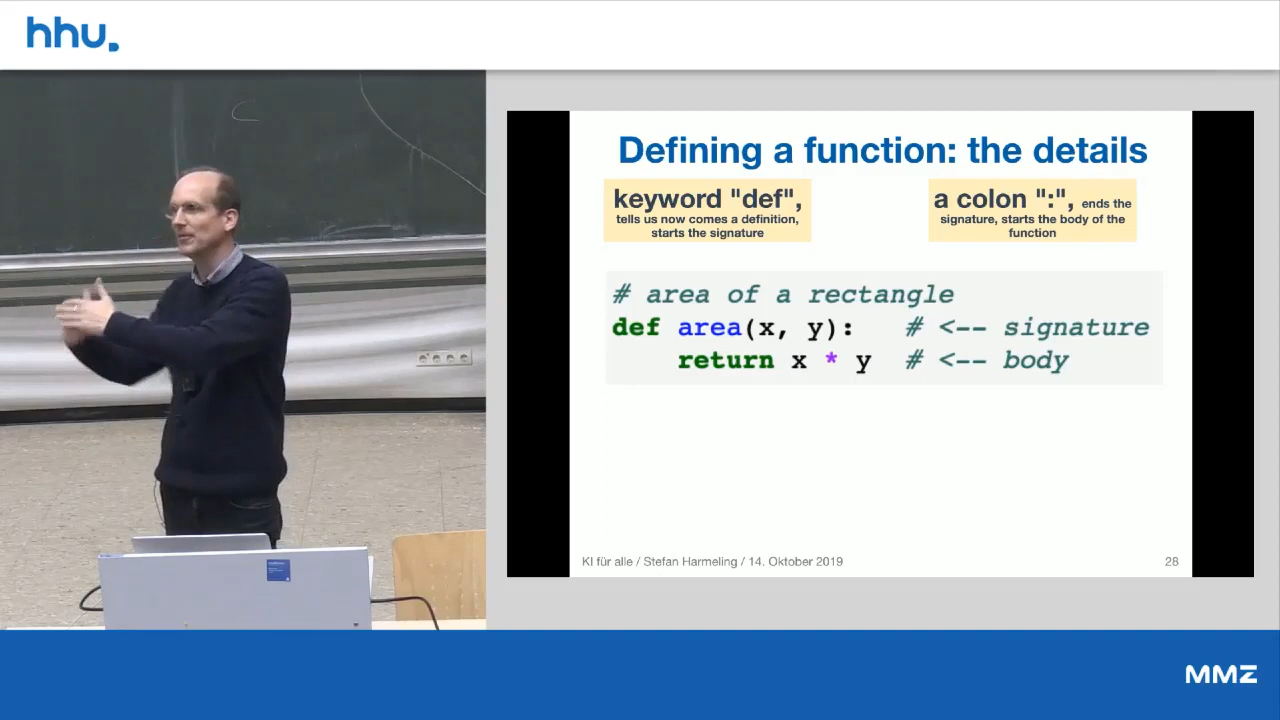 hhu.
Defining a function: the details
keyword "def",
tells us now comes a definition,
starts the signature
a colon ":", ends the
signature, starts the body of the
function
# area of a rectangle
def area(x, y):   # <-- signature
    return x * y  # <-- body
KI für alle / Stefan Harmeling / 14. Oktober 2019
28
MMZ